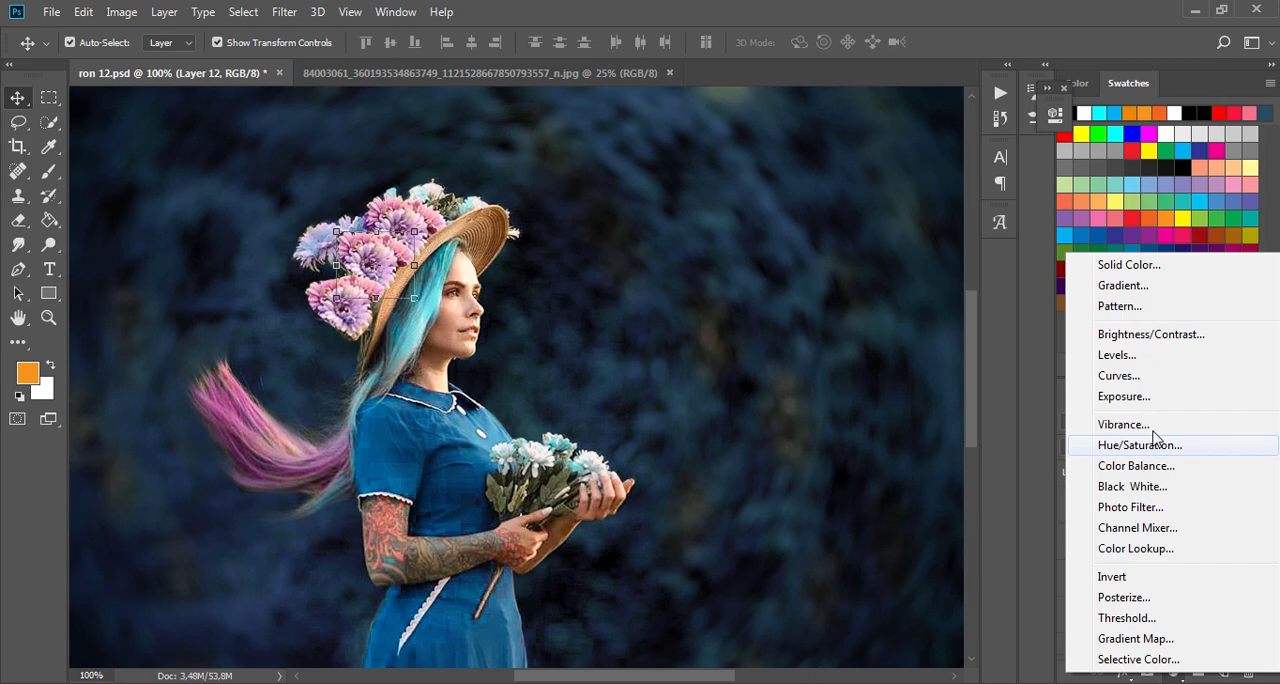 Ps File Edit Image Layer Type Select Filter 3D View Window Help
Auto-Select: Layer Show Transform Controls 3D Mode:
ron 12.psd @ 100% (Layer 12, RGB/8) * × 84003061_360193534863749_1121528667850793557_n.jpg @ 25% (RGB/8) ×
olor Swatches
Solid Color...
Gradient...
Pattern...
Brightness/Contrast...
Levels...
Curves...
Exposure...
Vibrance...
Hue/Saturation...
Color Balance...
Black White...
Photo Filter...
Channel Mixer...
Color Lookup...
Invert
Posterize...
Threshold...
Gradient Map...
Selective Color...
100% Doc: 3,48M/53,8M